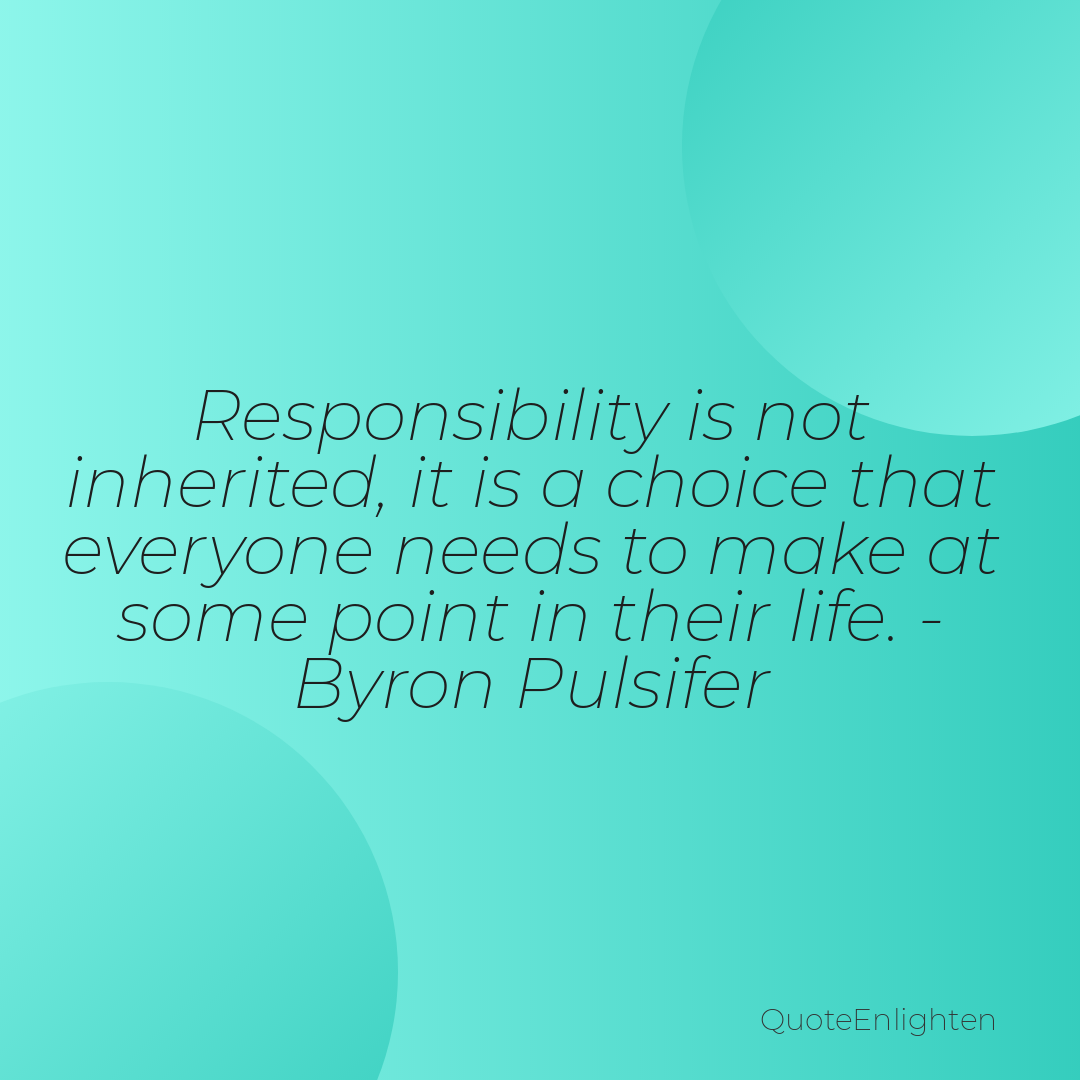 Responsibility is not
inherited, it is a choice that
everyone needs to make at
some point in their life. -
Byron Pulsifer
QuoteEnlighten